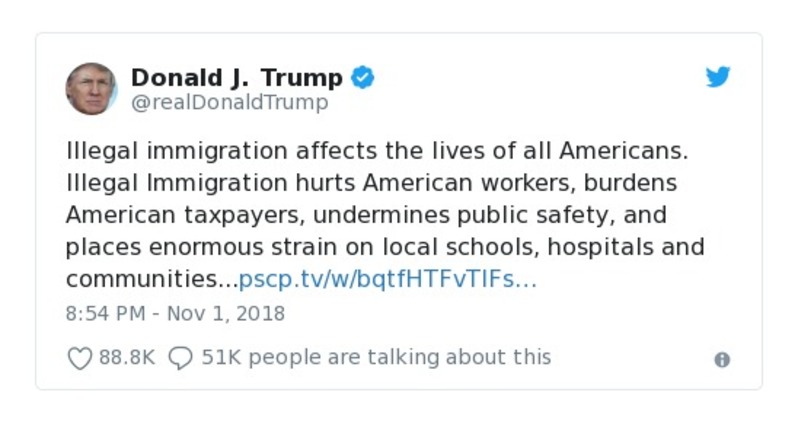 Donald J. Trump
@realDonaldTrump
Illegal immigration affects the lives of all Americans.
Illegal Immigration hurts American workers, burdens
American taxpayers, undermines public safety, and
places enormous strain on local schools, hospitals and
communities...pscp.tv/w/bqtfHTFvTIFs…
8:54 PM - Nov 1, 2018
88.8K 51K people are talking about this